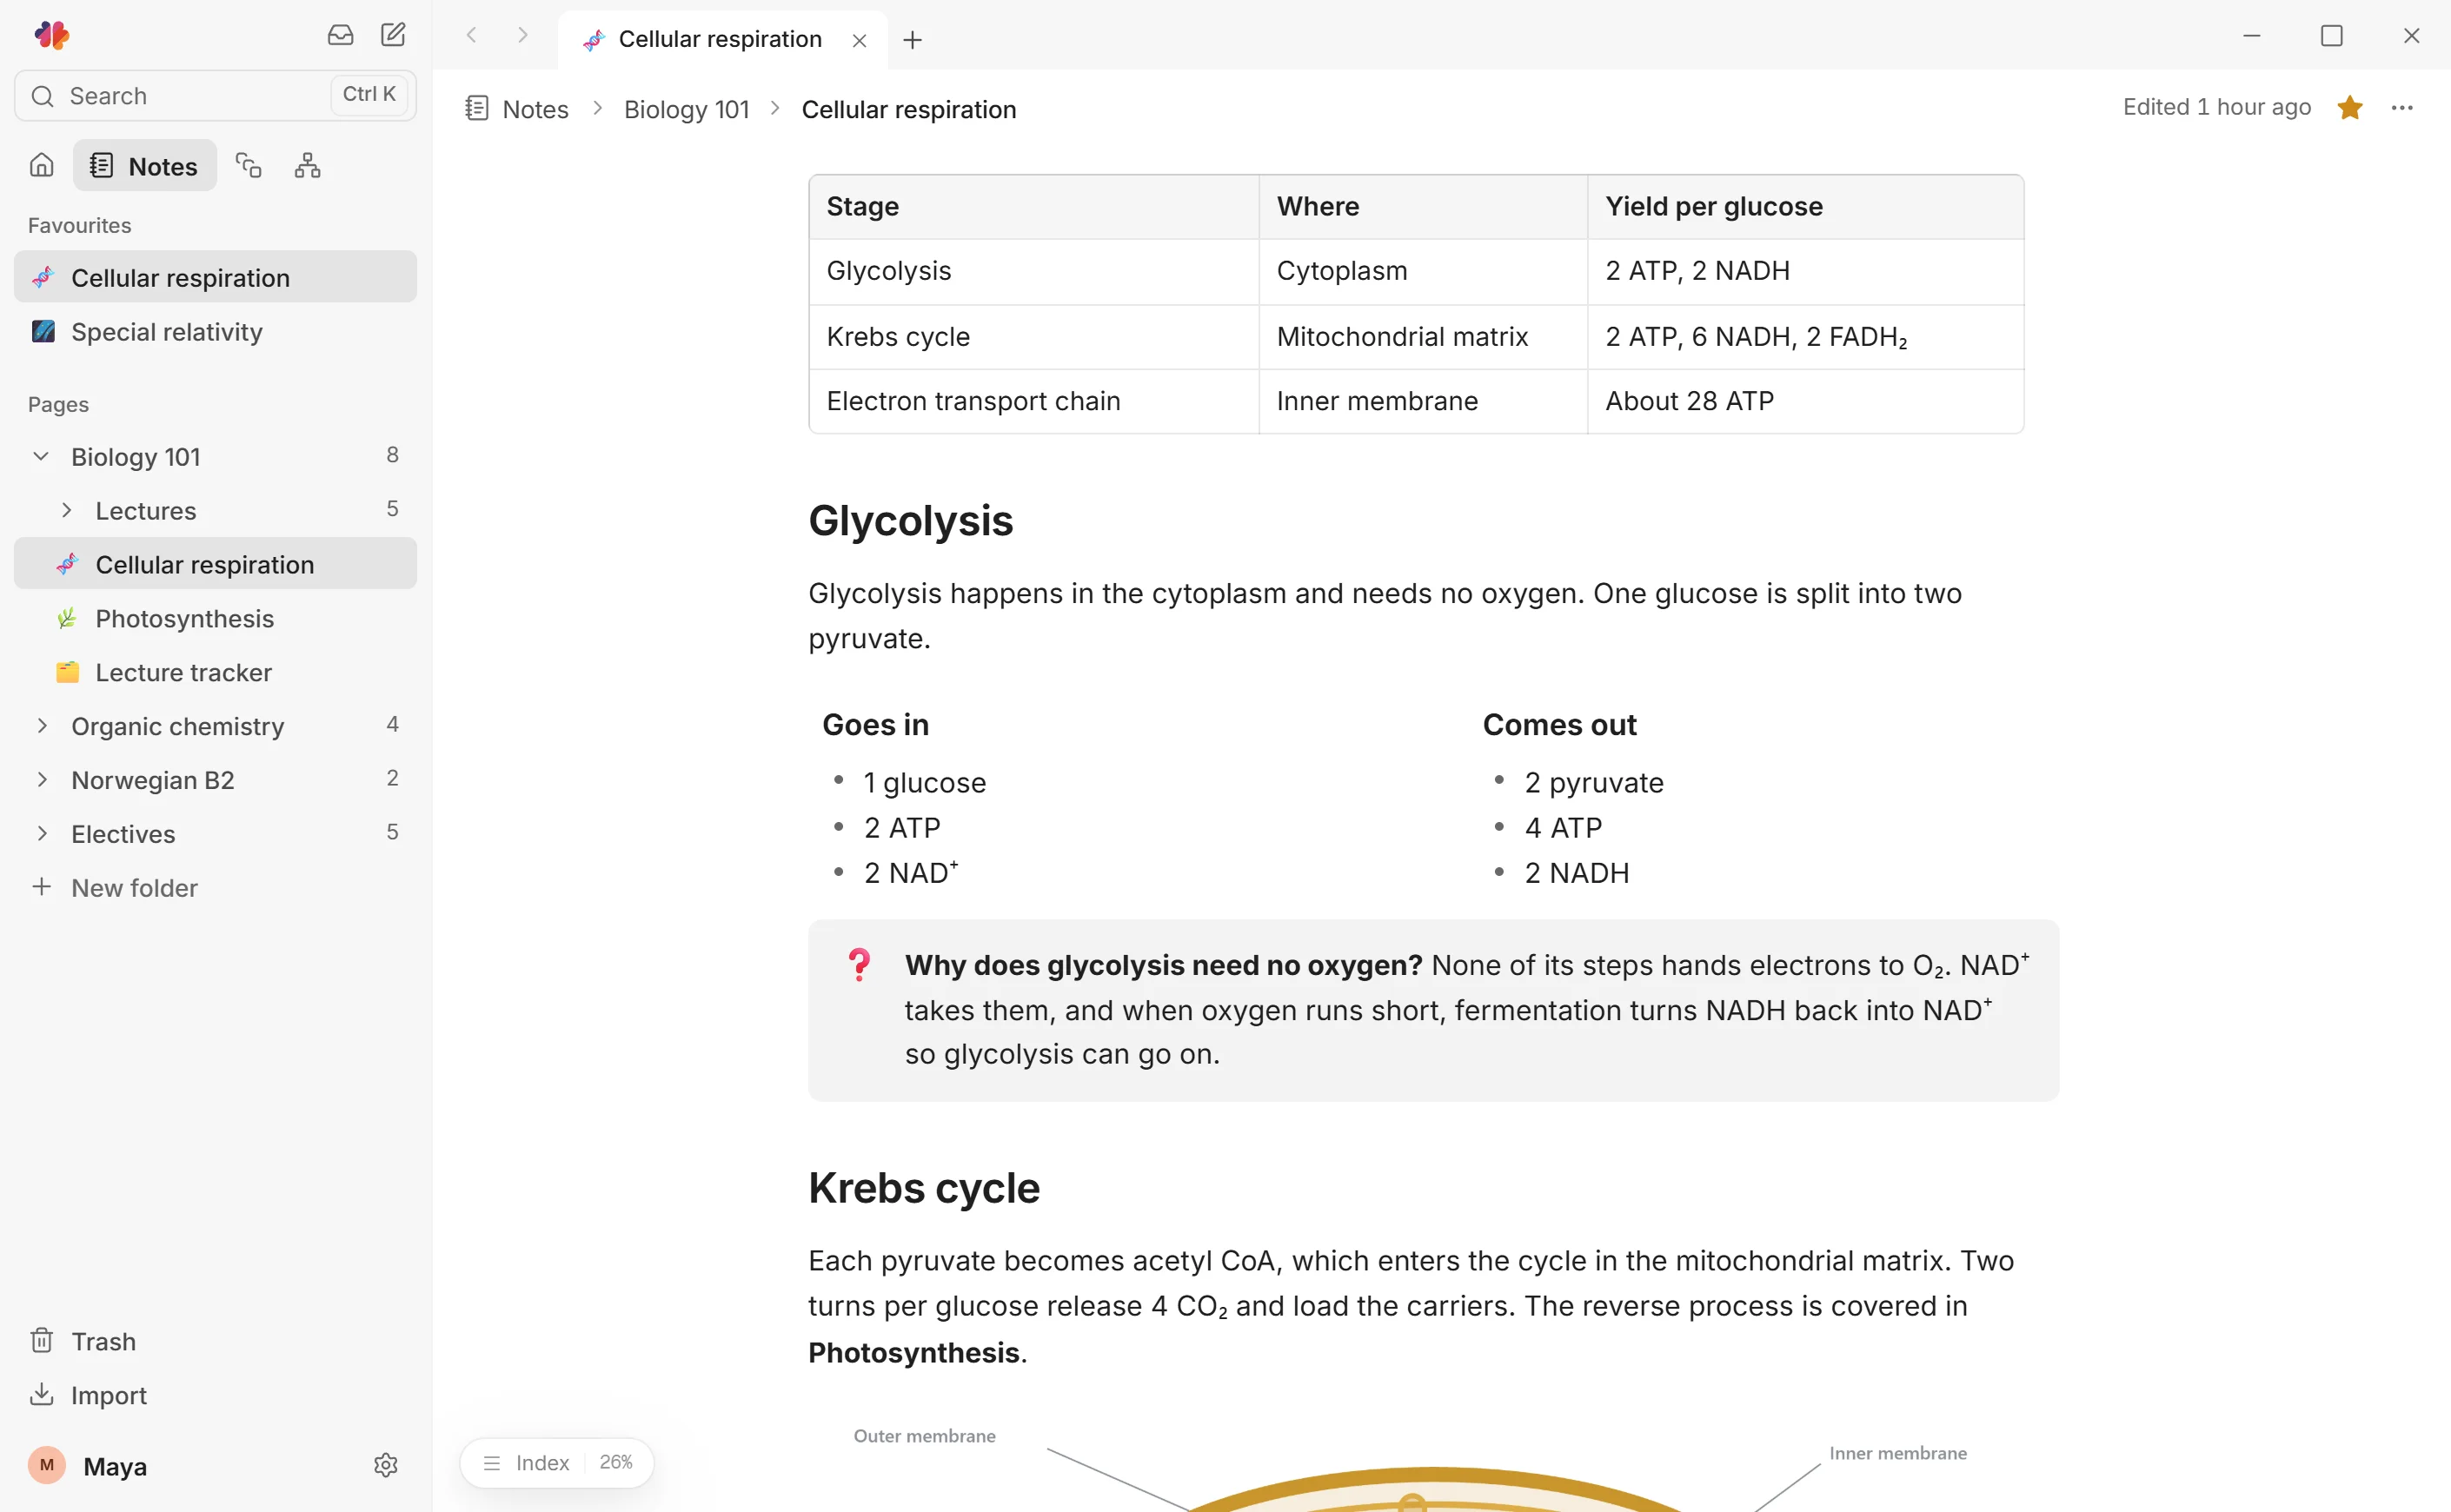 Search
Ctrl K
Notes
Favourites
Cellular respiration
Special relativity
Pages
Biology 101 8
Lectures 5
Cellular respiration
Photosynthesis
Lecture tracker
Organic chemistry 4
Norwegian B2 2
Electives 5
New folder
Trash
Import
M Maya
Cellular respiration
Notes > Biology 101 > Cellular respiration
Edited 1 hour ago
Stage Where Yield per glucose
Glycolysis Cytoplasm 2 ATP, 2 NADH
Krebs cycle Mitochondrial matrix 2 ATP, 6 NADH, 2 FADH₂
Electron transport chain Inner membrane About 28 ATP
Glycolysis
Glycolysis happens in the cytoplasm and needs no oxygen. One glucose is split into two
pyruvate.
Goes in
• 1 glucose
• 2 ATP
• 2 NAD⁺
Comes out
• 2 pyruvate
• 4 ATP
• 2 NADH
❓ Why does glycolysis need no oxygen? None of its steps hands electrons to O₂. NAD⁺
takes them, and when oxygen runs short, fermentation turns NADH back into NAD⁺
so glycolysis can go on.
Krebs cycle
Each pyruvate becomes acetyl CoA, which enters the cycle in the mitochondrial matrix. Two
turns per glucose release 4 CO₂ and load the carriers. The reverse process is covered in
Photosynthesis.
Outer membrane
Inner membrane
Index 26%